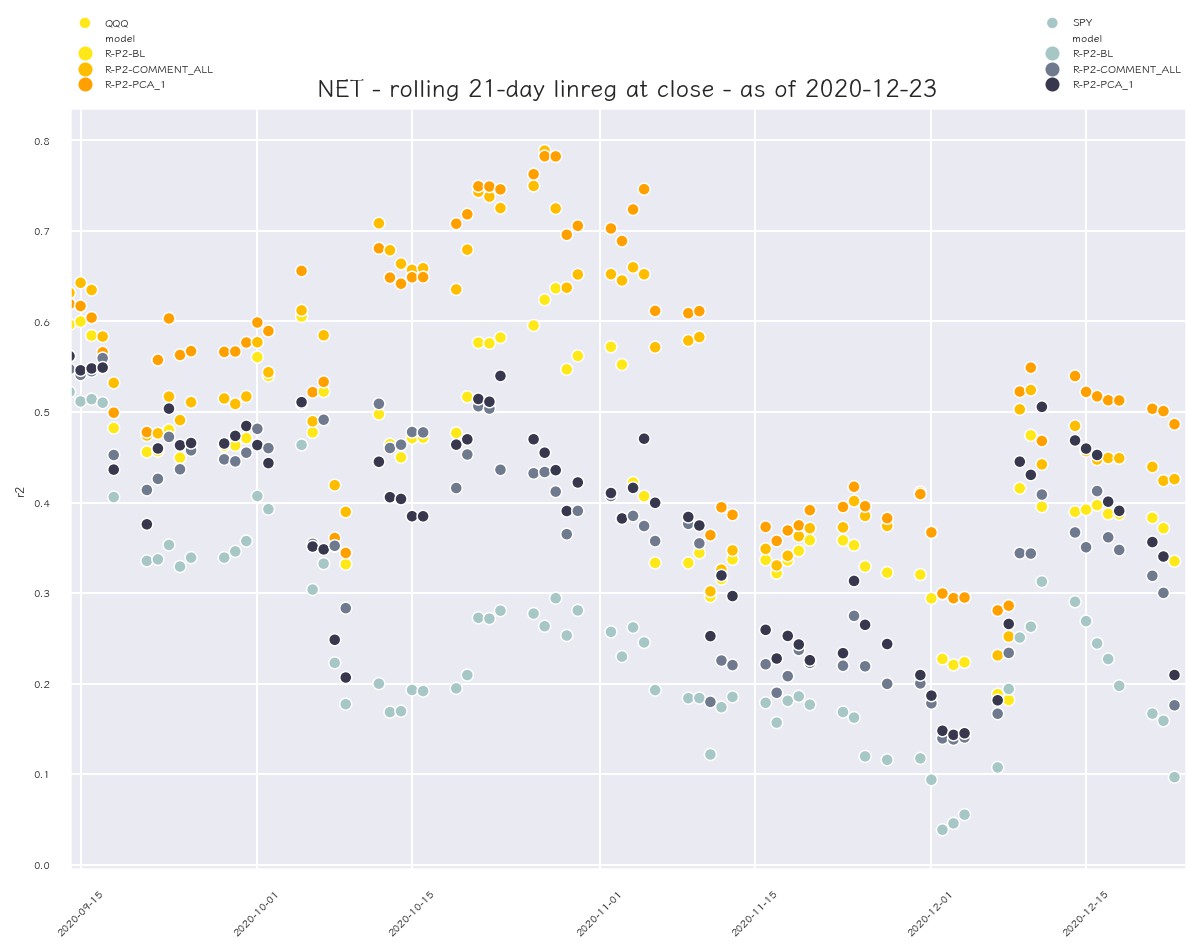 QQQ
model
R-P2-BL
R-P2-COMMENT_ALL
R-P2-PCA_1
SPY
model
R-P2-BL
R-P2-COMMENT_ALL
R-P2-PCA_1
NET - rolling 21-day linreg at close - as of 2020-12-23
0.8
0.7
0.6
0.5
0.4
0.3
0.2
0.1
0.0
r2
2020-09-15
2020-10-01
2020-10-15
2020-11-01
2020-11-15
2020-12-01
2020-12-15